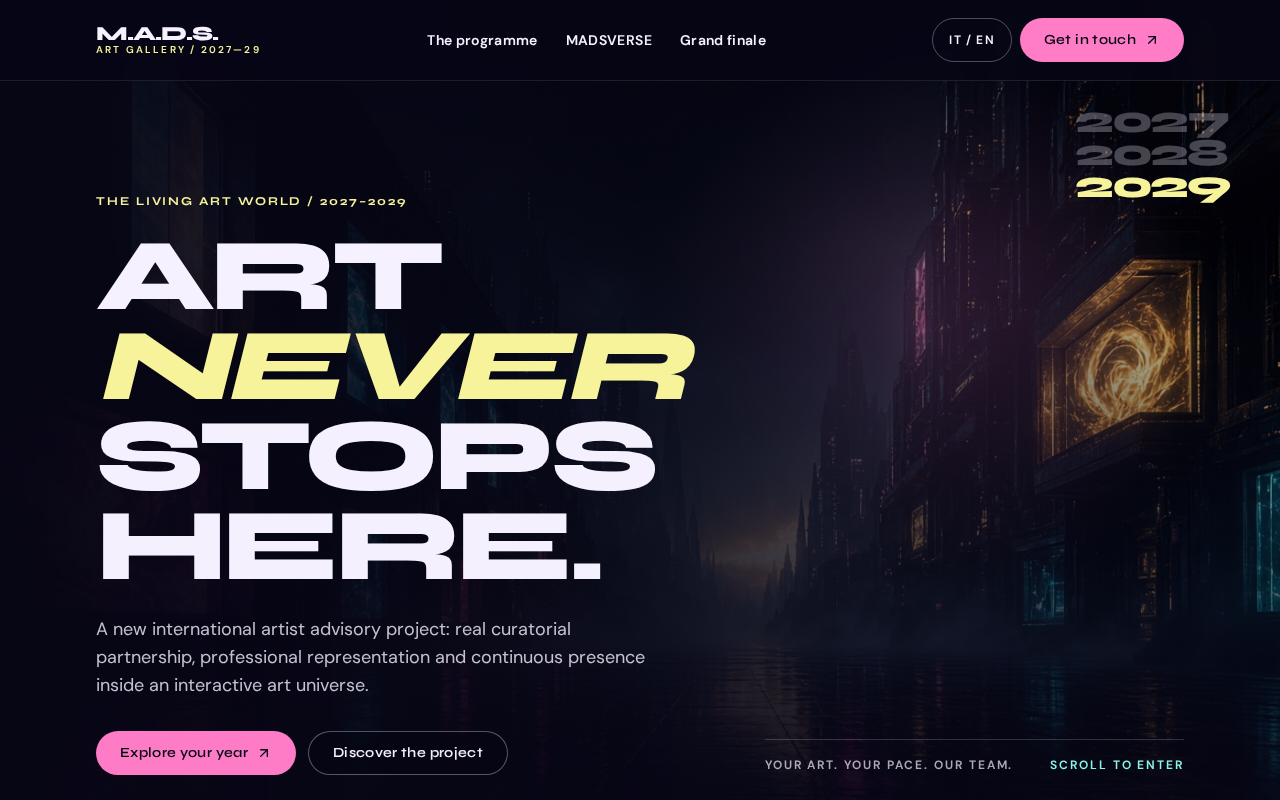 M.A.D.S.
ART GALLERY / 2027—29
The programme
MADSVERSE
Grand finale
IT / EN
Get in touch
2027
2028
2029
THE LIVING ART WORLD / 2027–2029
ART
NEVER
STOPS
HERE.
A new international artist advisory project: real curatorial
partnership, professional representation and continuous presence
inside an interactive art universe.
Explore your year
Discover the project
YOUR ART. YOUR PACE. OUR TEAM.
SCROLL TO ENTER